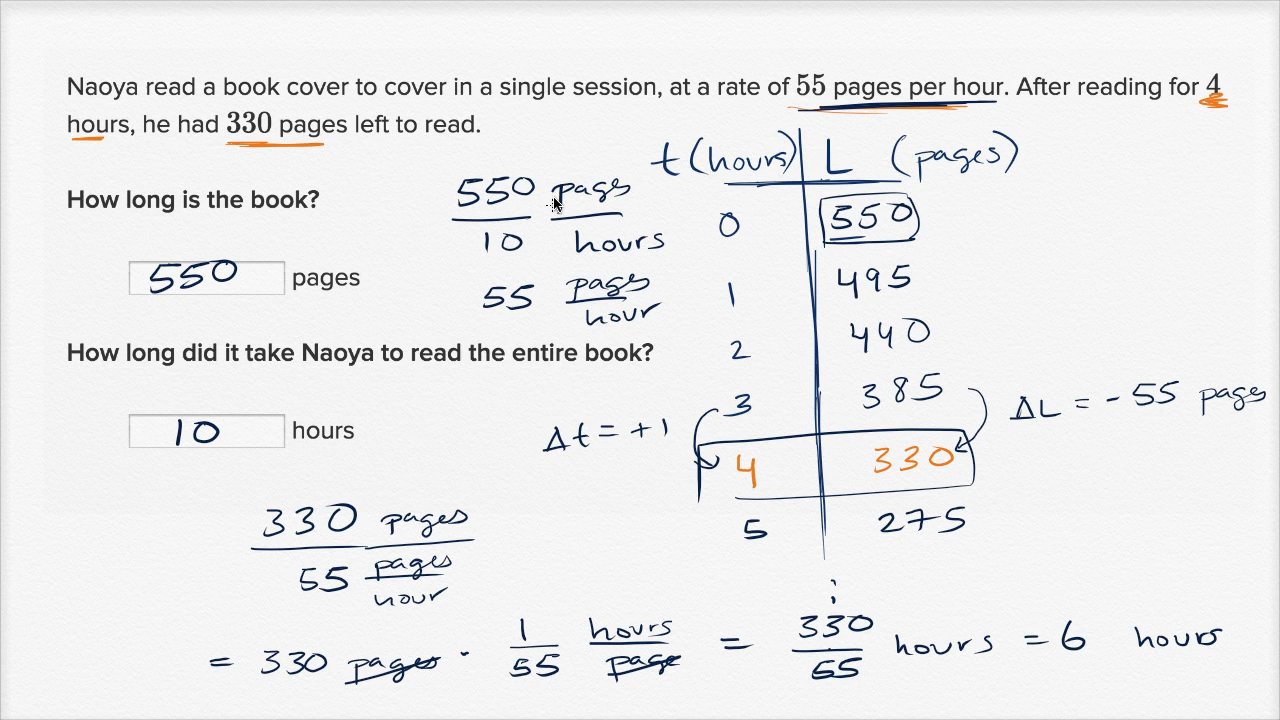 Naoya read a book cover to cover in a single session, at a rate of 55 pages per hour. After reading for 4
hours, he had 330 pages left to read.
How long is the book?
550 pages
How long did it take Naoya to read the entire book?
10 hours
550 pages
10 hours
55 pages
hour
t (hours) L (pages)
0 550
1 495
2 440
3 385
4 330
5 275
Δt = +1
ΔL = -55 pages
330 pages
55 pages
hour
= 330 pages · 1/55 hours/page = 330/55 hours = 6 hours